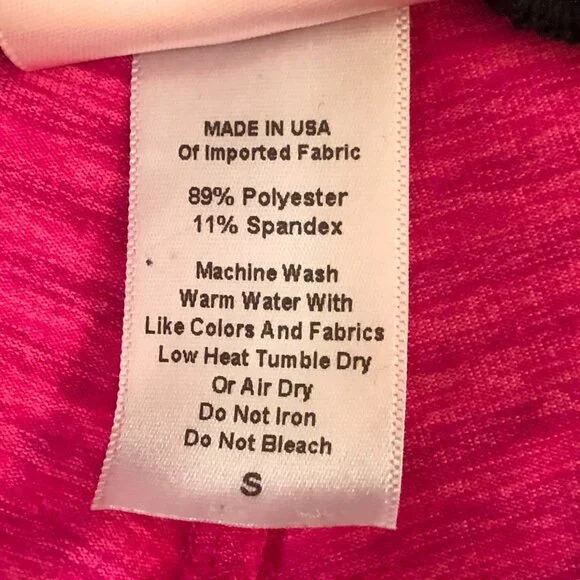 MADE IN USA
Of Imported Fabric
89% Polyester
11% Spandex
Machine Wash
Warm Water With
Like Colors And Fabrics
Low Heat Tumble Dry
Or Air Dry
Do Not Iron
Do Not Bleach
S